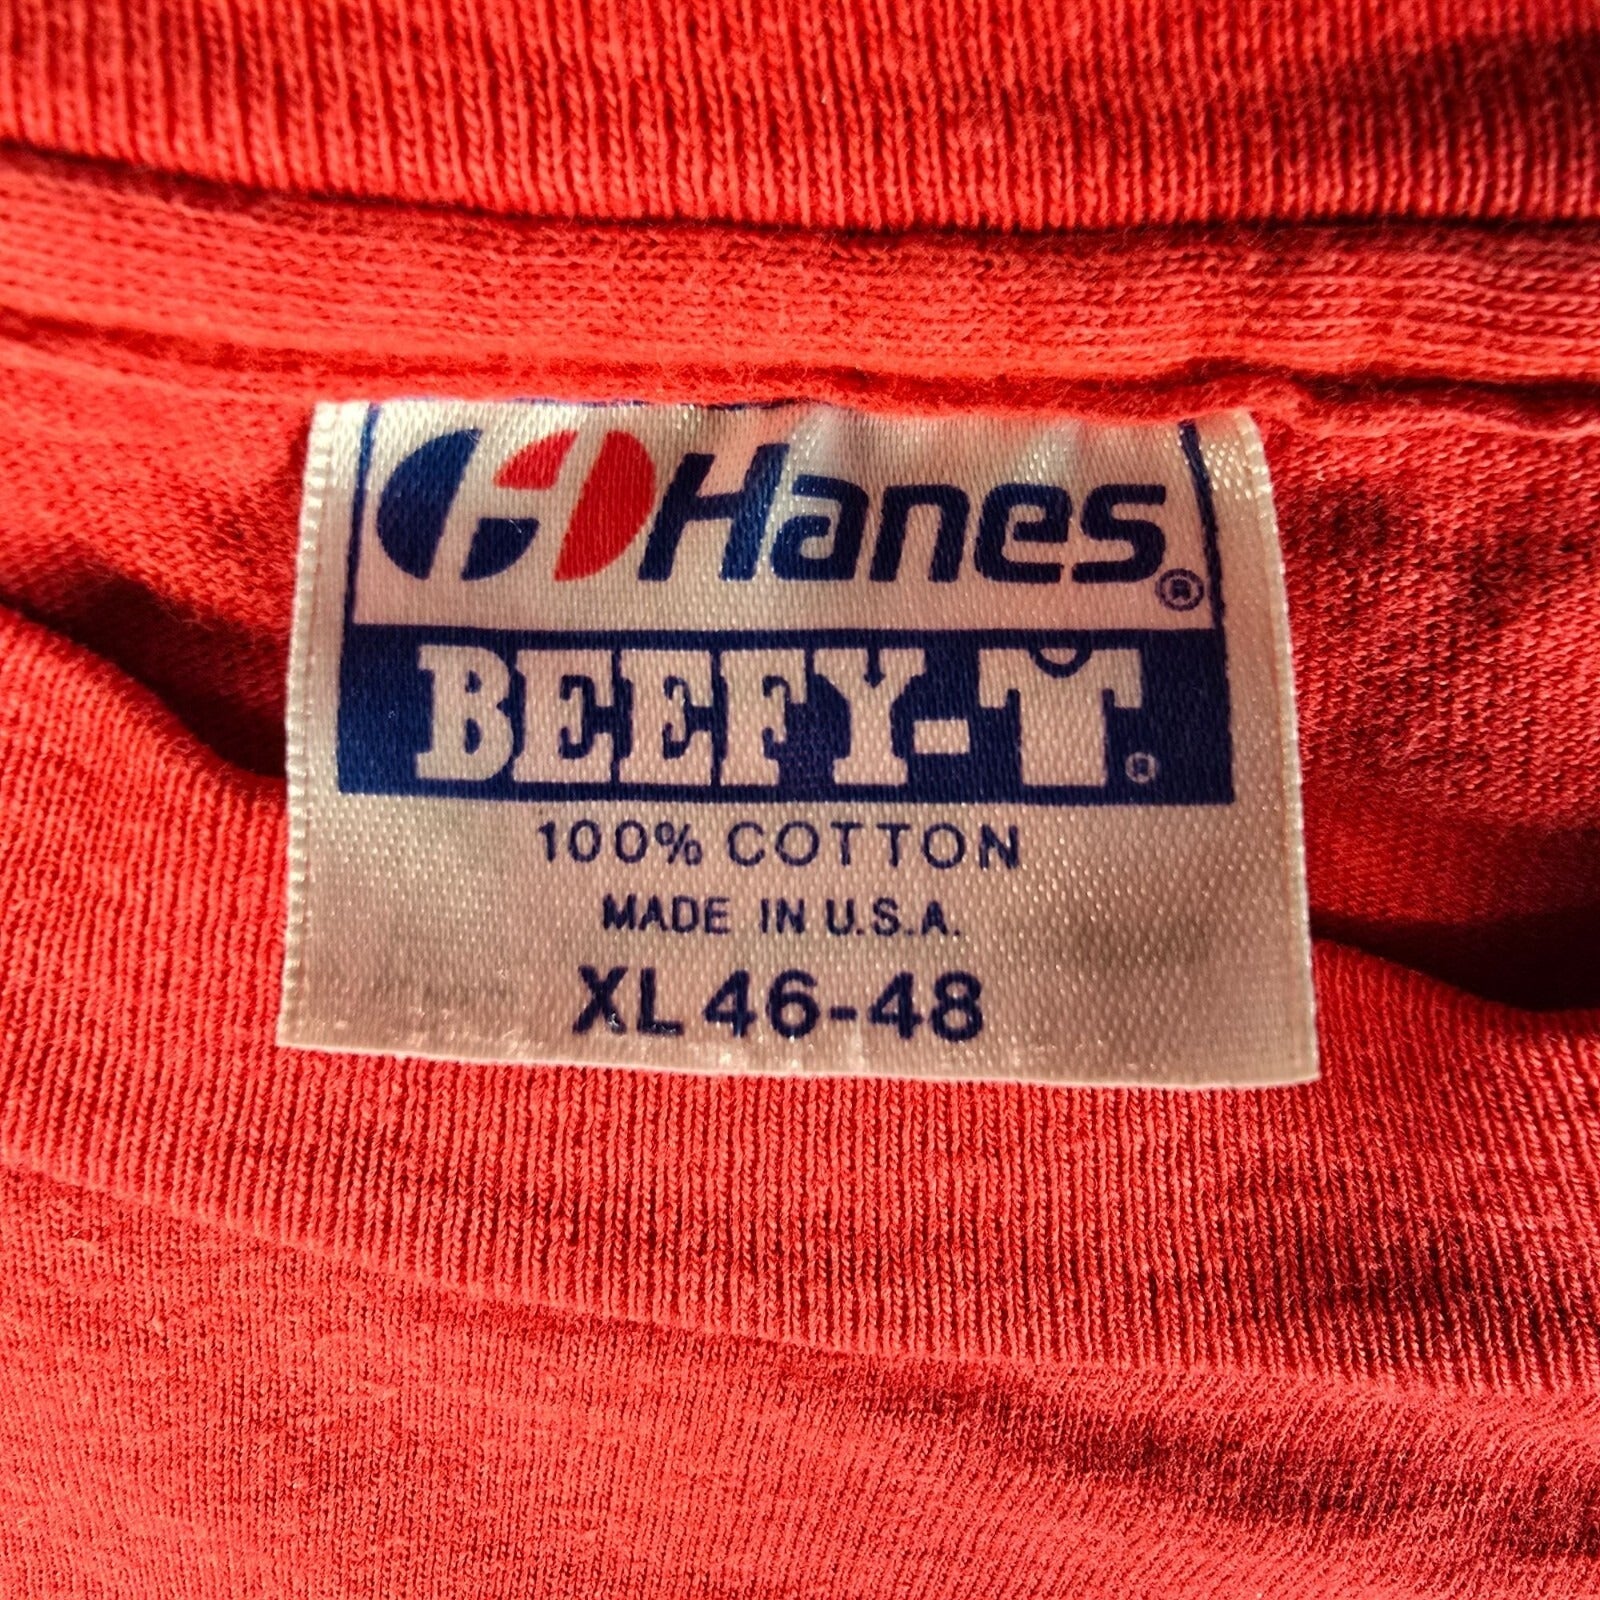 Hanes®
BEEFY-T®
100% COTTON
MADE IN U.S.A.
XL 46-48